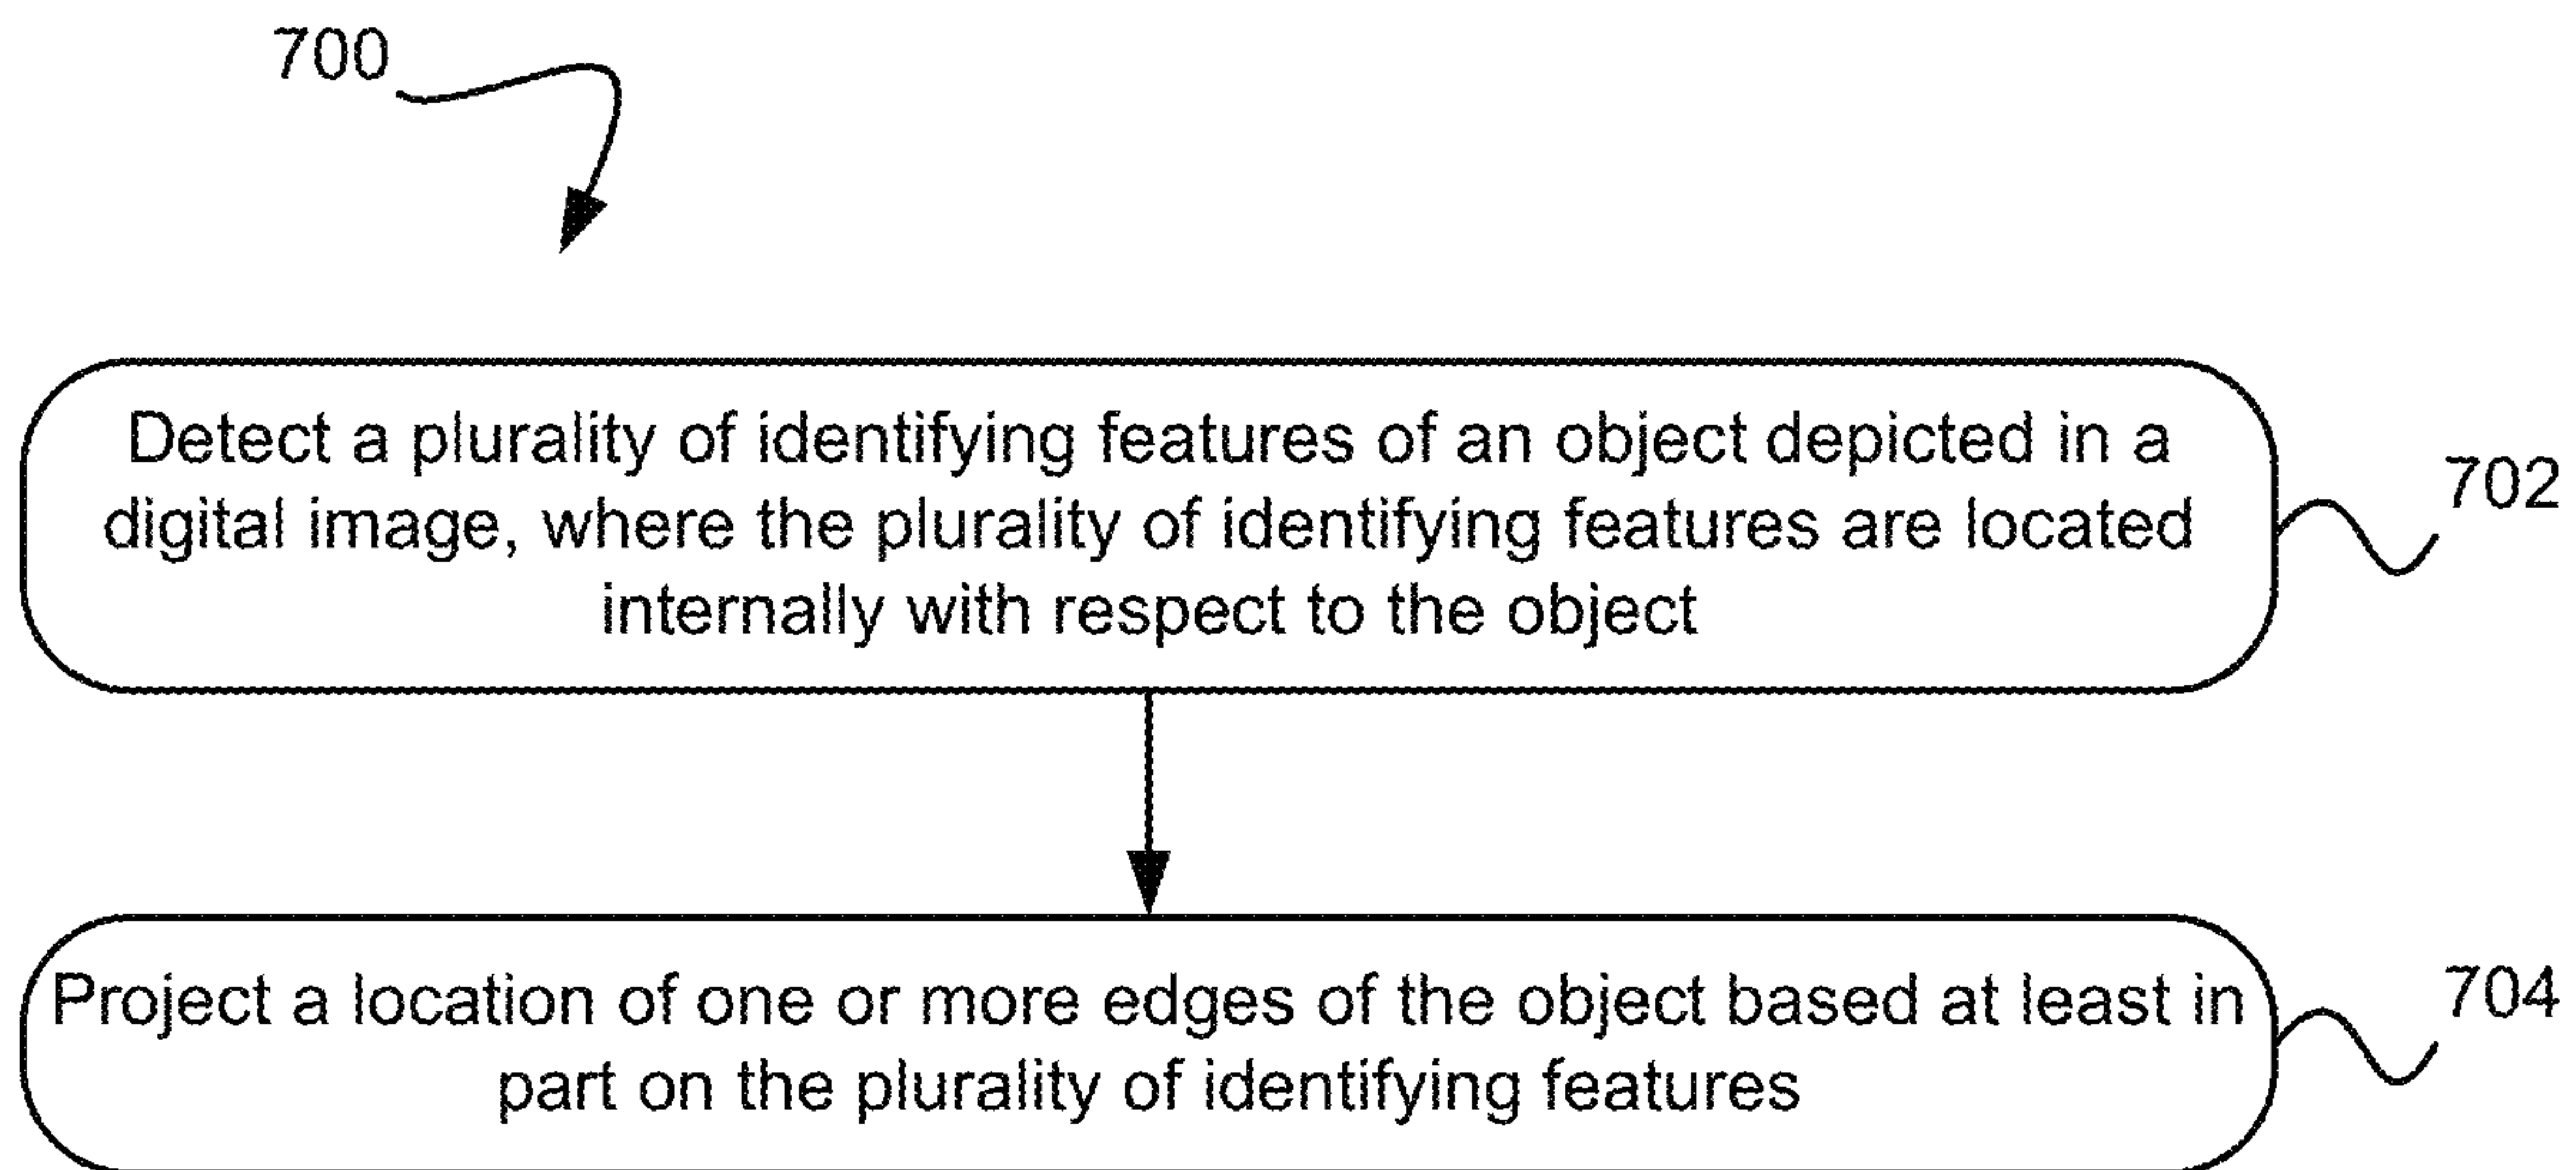 700
Detect a plurality of identifying features of an object depicted in a
digital image, where the plurality of identifying features are located
internally with respect to the object
702
Project a location of one or more edges of the object based at least in
part on the plurality of identifying features
704